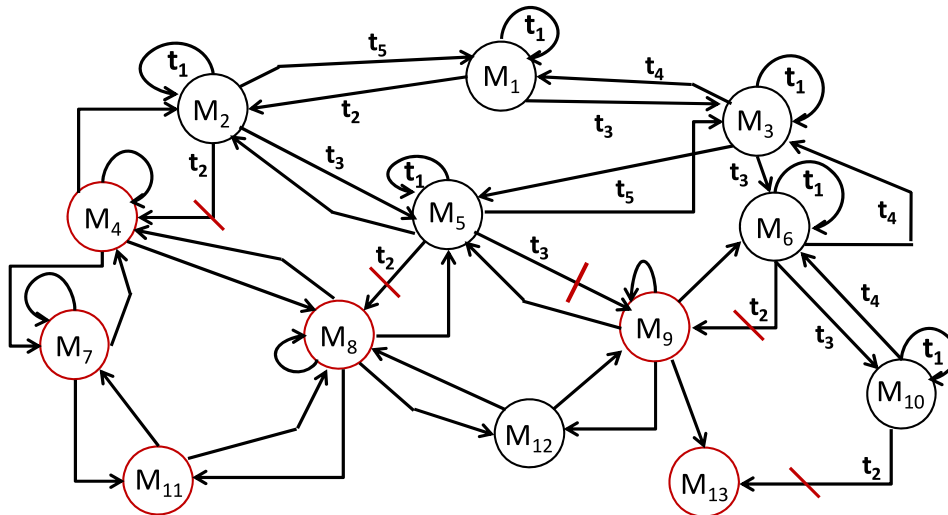 t₁
t₅
t₁
M₁
t₄
t₁
M₂
t₂
t₃
M₃
t₂
t₃
t₁
t₅
t₃
t₁
M₄
M₅
M₆
t₄
t₃
t₂
t₄
M₇
M₈
M₉
t₂
t₃
t₁
M₁₀
M₁₂
t₂
M₁₁
M₁₃